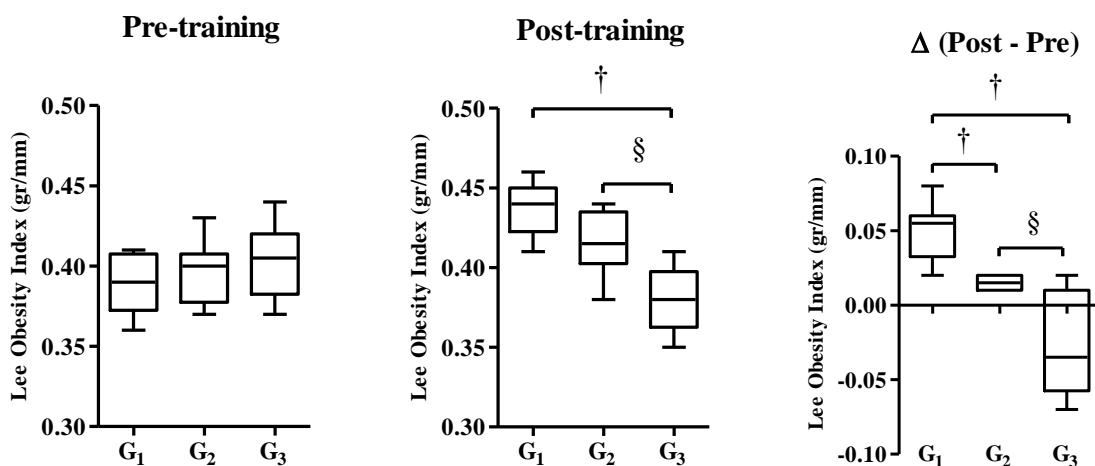 Pre-training
Lee Obesity Index (gr/mm)
0.50
0.45
0.40
0.35
0.30
G1 G2 G3
Post-training
†
§
Lee Obesity Index (gr/mm)
0.50
0.45
0.40
0.35
0.30
G1 G2 G3
Δ (Post - Pre)
†
†
§
Lee Obesity Index (gr/mm)
0.10
0.05
0.00
-0.05
-0.10
G1 G2 G3